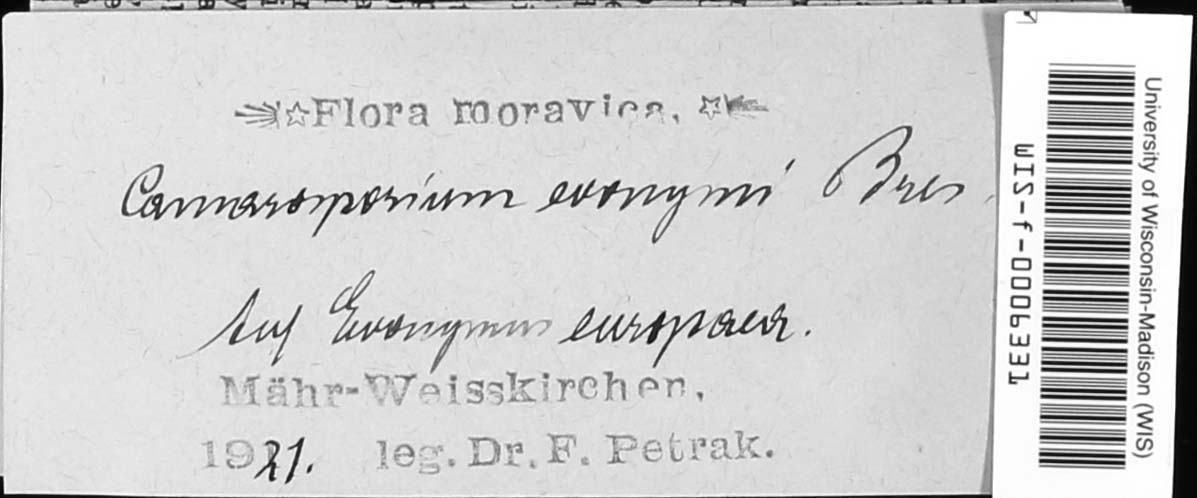 Flora moravica.
Camarosporium evonymi Bres.
Auf Evonymus europaea.
Mähr-Weisskirchen,
1921. leg. Dr. F. Petrak.
University of Wisconsin-Madison (WIS)
WIS-f-0009331